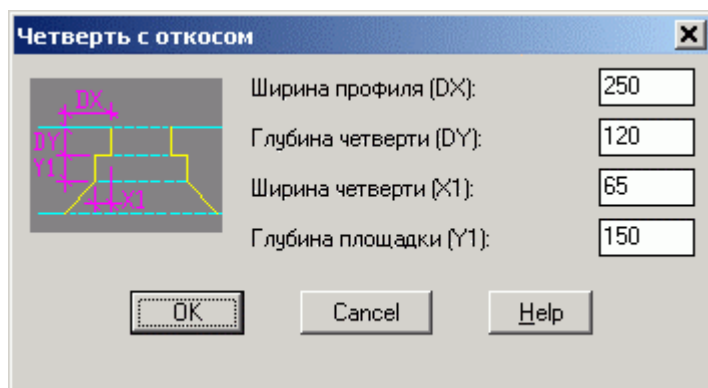 Четверть с откосом
DX
DY
Y1
X1
Ширина профиля (DX): 250
Глубина четверти (DY): 120
Ширина четверти (X1): 65
Глубина площадки (Y1): 150
OK Cancel Help